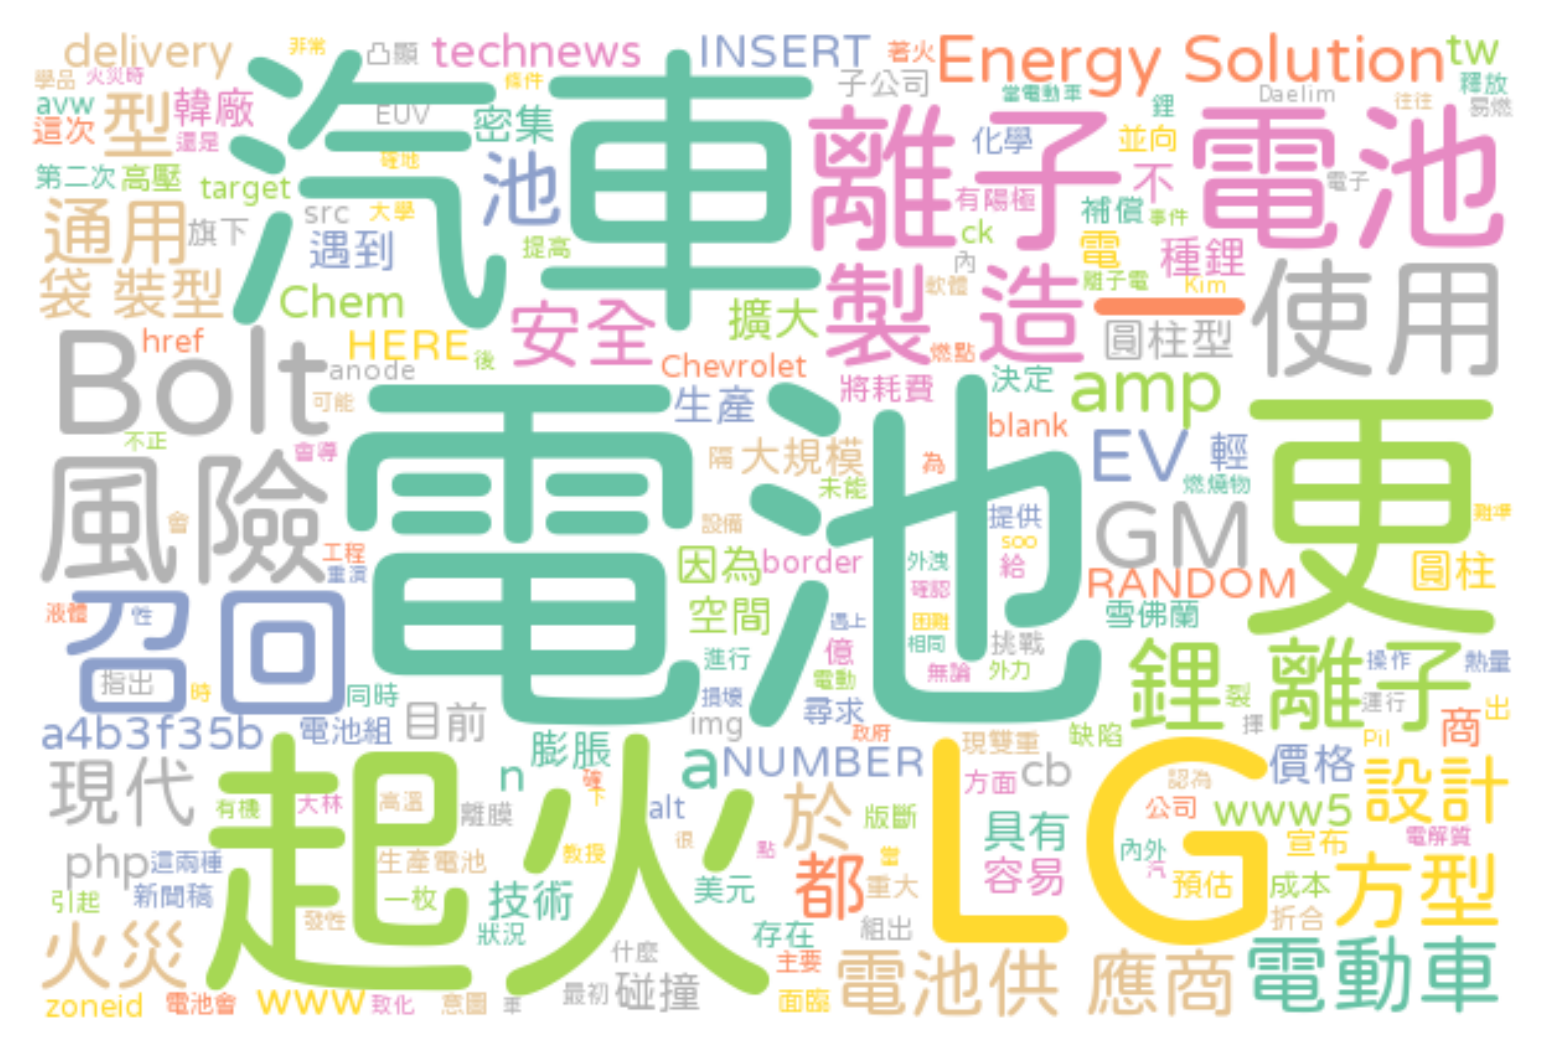 delivery 非常 凸顯 technews INSERT 著火 Energy Solution tw
學品 火災時 條件 子公司 當電動車 Daelim 往往 釋放
avw 型 韓廠 EUV 密集 鋰 易燃
這次 還是 汽車 離子電池 化學 並向
第二次 高壓 確地 池 不 電子
target 有陽極
通用 旗下 src 大學 ck 補償 事件
遇到 提高 內 電 種鋰
袋 裝型 Chem 安全 擴大 製造 軟體 離子電 Kim 一 使用
Bolt href HERE 後 燃點 圓柱型
anode Chevrolet 將耗費 決定 amp
可能 電池 生產 blank 更
不正 會導 隔 大規模 為 EV 輕
風險 未能 燃燒物
會 設備 提供 GM 難準
工程 soo
重演 因為 border 外洩 給 圓柱
召回 確認 RANDOM
液體 性 空間 遇上 困難 雪佛蘭
相同 挑戰
指出 時 同時 進行 億 無論 外力 鋰 離子 操作 熱量
電動 裂
a4b3f35b 電池組 目前 損壞 尋求 運行 出
img 政府 揮 商
現代 起火 膨脹 LG 現雙重 缺陷 Pil
n a NUMBER 方面 cb 認為 價格 設計
有機 大林 高溫 離膜 確 下 alt 於 版斷 公司 www5
具有 電解質
php 這兩種 生產電池 教授 很 點 當 內外 宣布
引起 新聞稿 一枚 技術 美元 都 重大 容易 汽 預估 成本 方型
發性 狀況 存在 組出 折合
火災 什麼 主要 電池供 應商 電動車
zoneid 電池會 www 致化 意圖 車 最初 碰撞 面臨